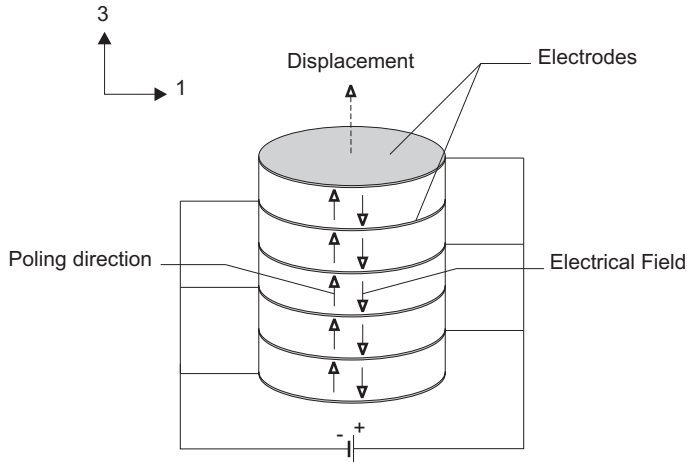 3
1
Displacement
Electrodes
Poling direction
Electrical Field
- +